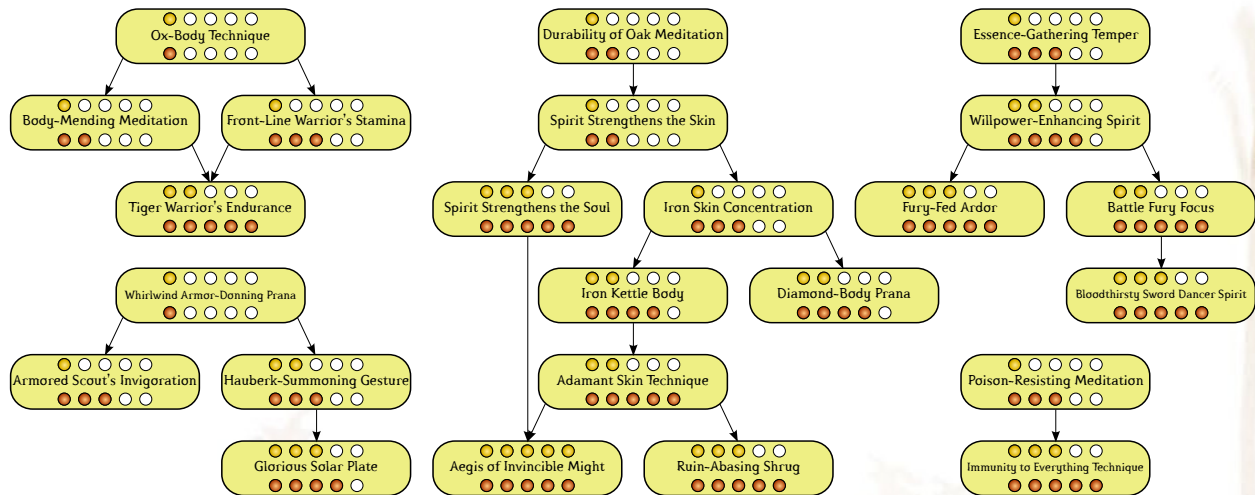 Ox-Body Technique
Durability of Oak Meditation
Essence-Gathering Temper
Body-Mending Meditation
Front-Line Warrior's Stamina
Spirit Strengthens the Skin
Willpower-Enhancing Spirit
Tiger Warrior's Endurance
Spirit Strengthens the Soul
Iron Skin Concentration
Fury-Fed Ardor
Battle Fury Focus
Whirlwind Armor-Donning Prana
Iron Kettle Body
Diamond-Body Prana
Bloodthirsty Sword Dancer Spirit
Armored Scout's Invigoration
Hauberk-Summoning Gesture
Adamant Skin Technique
Poison-Resisting Meditation
Glorious Solar Plate
Aegis of Invincible Might
Ruin-Abasing Shrug
Immunity to Everything Technique